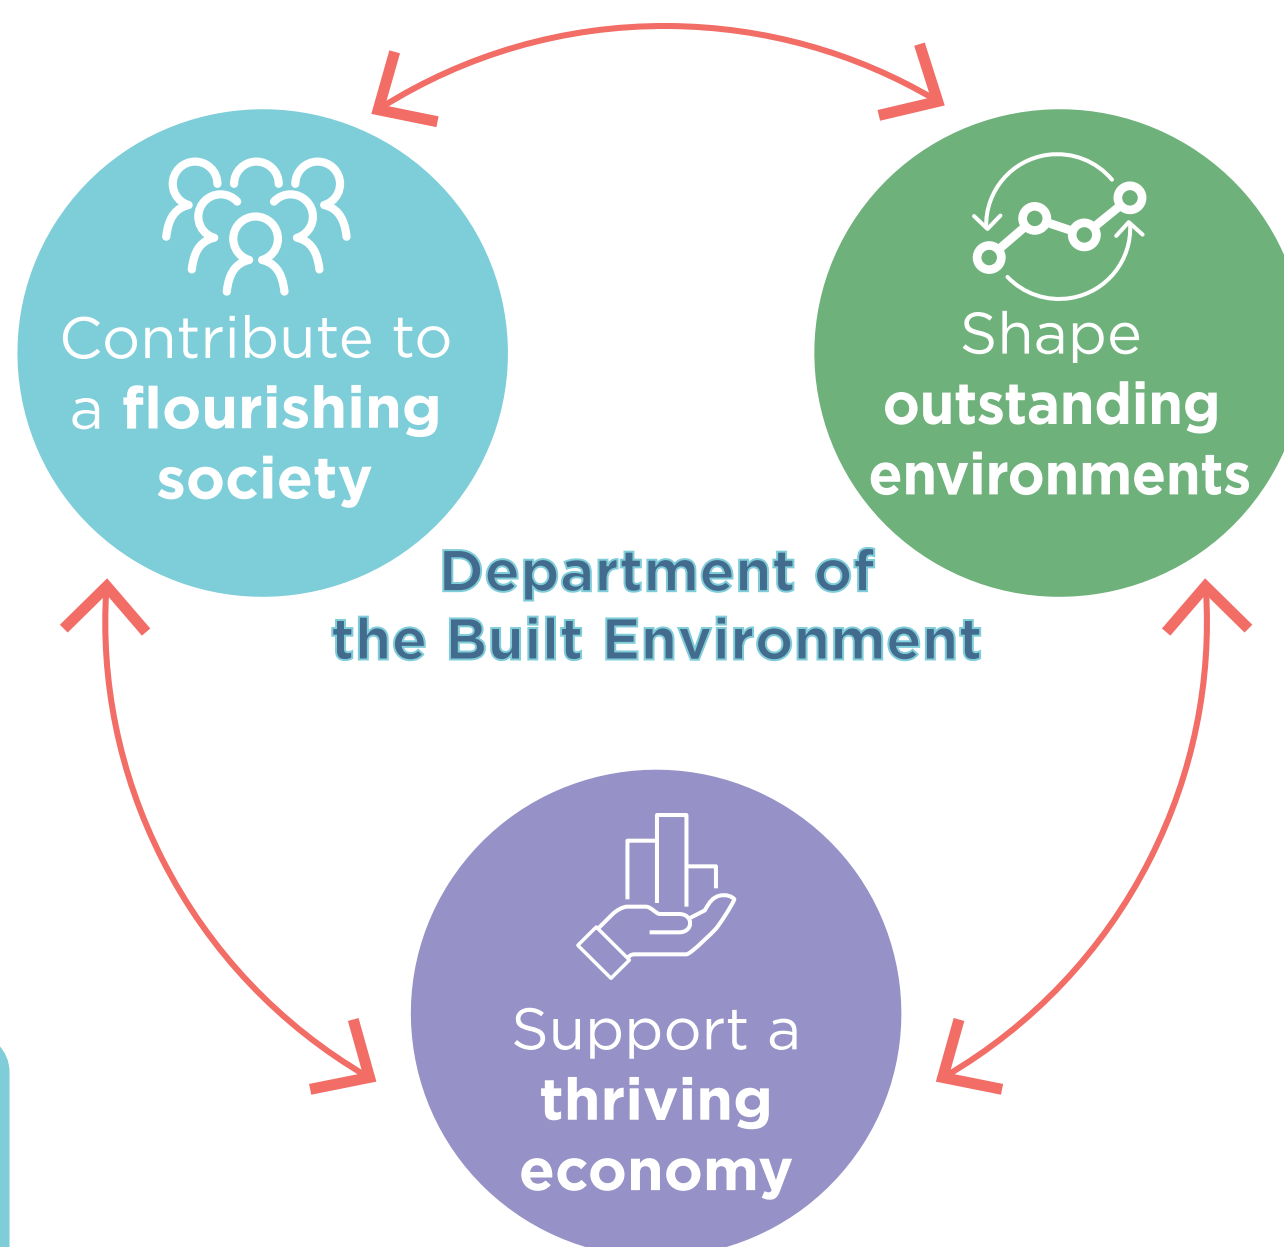 Contribute to
a flourishing
society
Shape
outstanding
environments
Department of
the Built Environment
Support a
thriving
economy